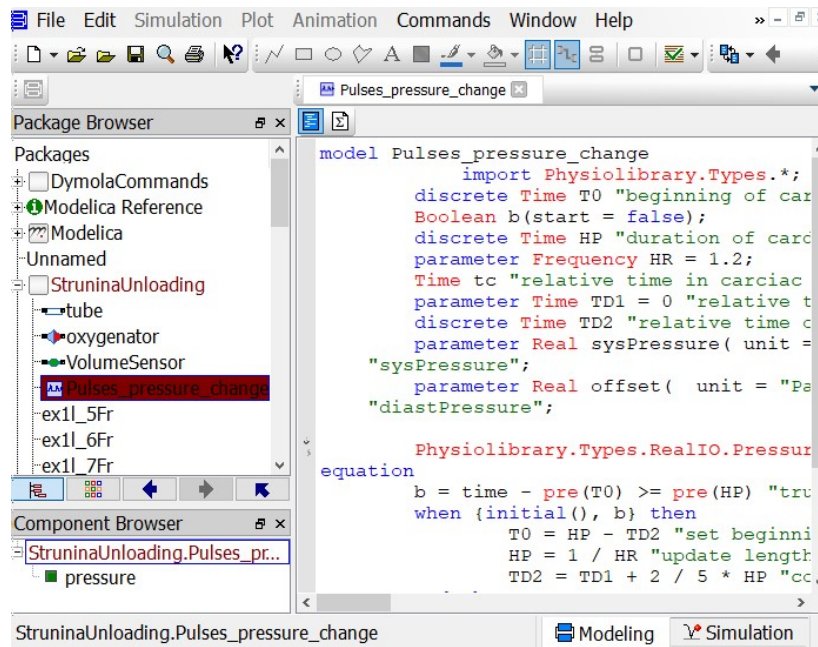 File Edit Simulation Plot Animation Commands Window Help »
A
Pulses_pressure_change
Package Browser
Packages
DymolaCommands
Modelica Reference
Modelica
Unnamed
StruninaUnloading
tube
oxygenator
VolumeSensor
Pulses_pressure_change
ex1l_5Fr
ex1l_6Fr
ex1l_7Fr
Component Browser
StruninaUnloading.Pulses_pr...
pressure
model Pulses_pressure_change
import Physiolibrary.Types.*;
discrete Time T0 "beginning of car
Boolean b(start = false);
discrete Time HP "duration of card
parameter Frequency HR = 1.2;
Time tc "relative time in carciac
parameter Time TD1 = 0 "relative t
discrete Time TD2 "relative time c
parameter Real sysPressure( unit =
"sysPressure";
parameter Real offset( unit = "Pa
"diastPressure";
Physiolibrary.Types.RealIO.Pressur
equation
b = time - pre(T0) >= pre(HP) "tru
when {initial(), b} then
T0 = HP - TD2 "set beginni
HP = 1 / HR "update length
TD2 = TD1 + 2 / 5 * HP "co
StruninaUnloading.Pulses_pressure_change
Modeling Simulation